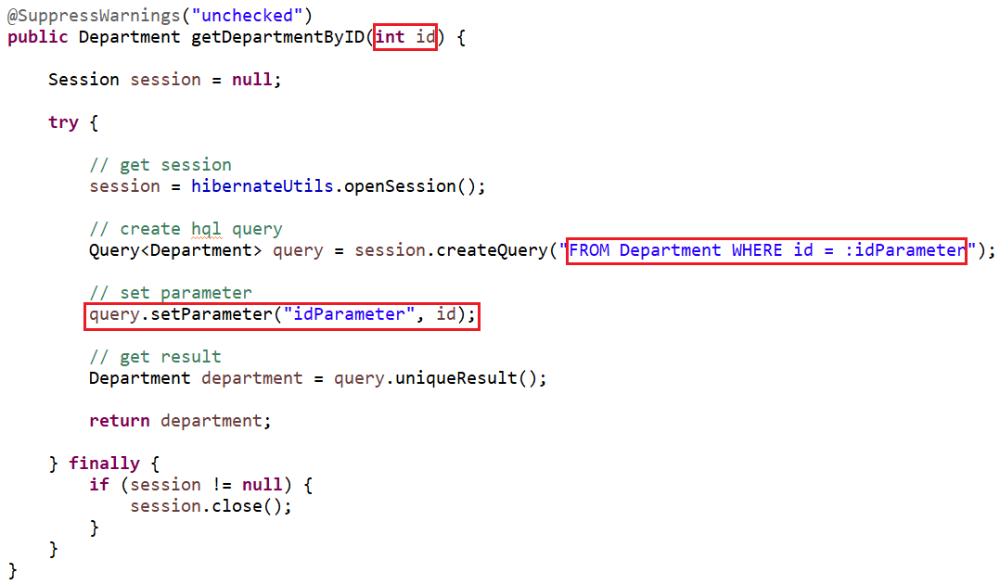 @SuppressWarnings("unchecked")
public Department getDepartmentByID(int id) {
Session session = null;
try {
// get session
session = hibernateUtils.openSession();
// create hql query
Query<Department> query = session.createQuery("FROM Department WHERE id = :idParameter");
// set parameter
query.setParameter("idParameter", id);
// get result
Department department = query.uniqueResult();
return department;
} finally {
if (session != null) {
session.close();
}
}
}